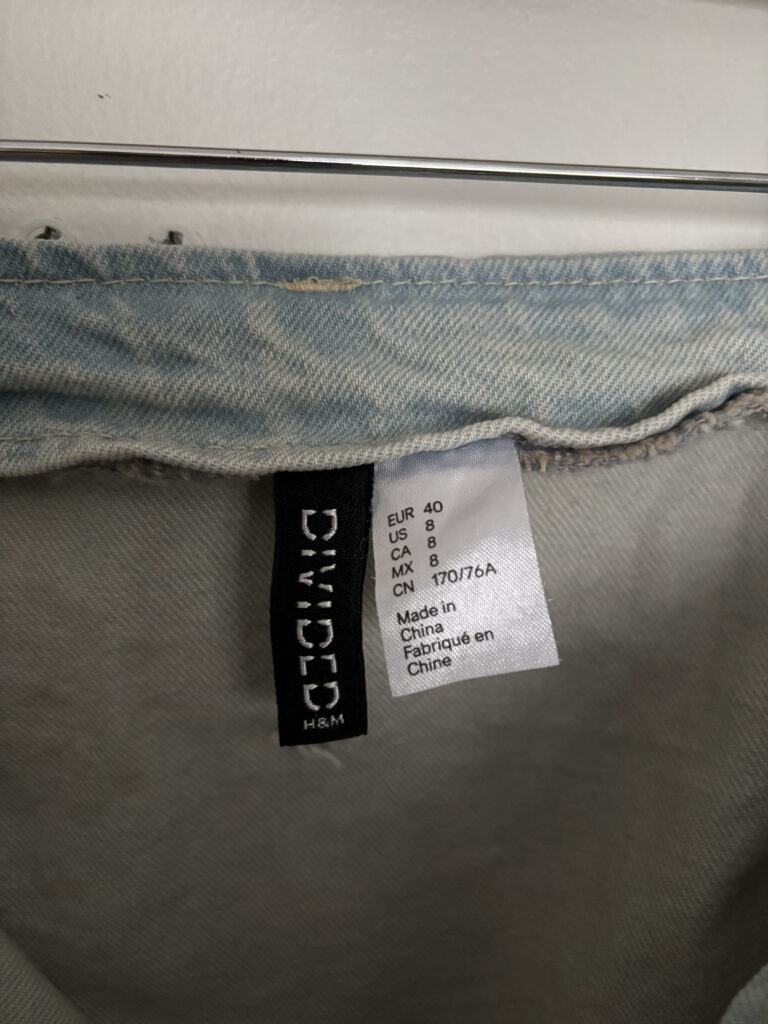 DIVIDED
H&M
EUR 40
US 8
CA 8
MX 8
CN 170/76A
Made in
China
Fabriqué en
Chine